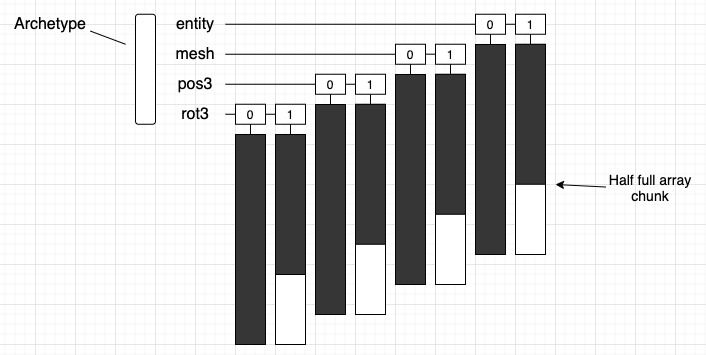 Archetype
entity 0 1
mesh 0 1
pos3 0 1
rot3 0 1
Half full array
chunk